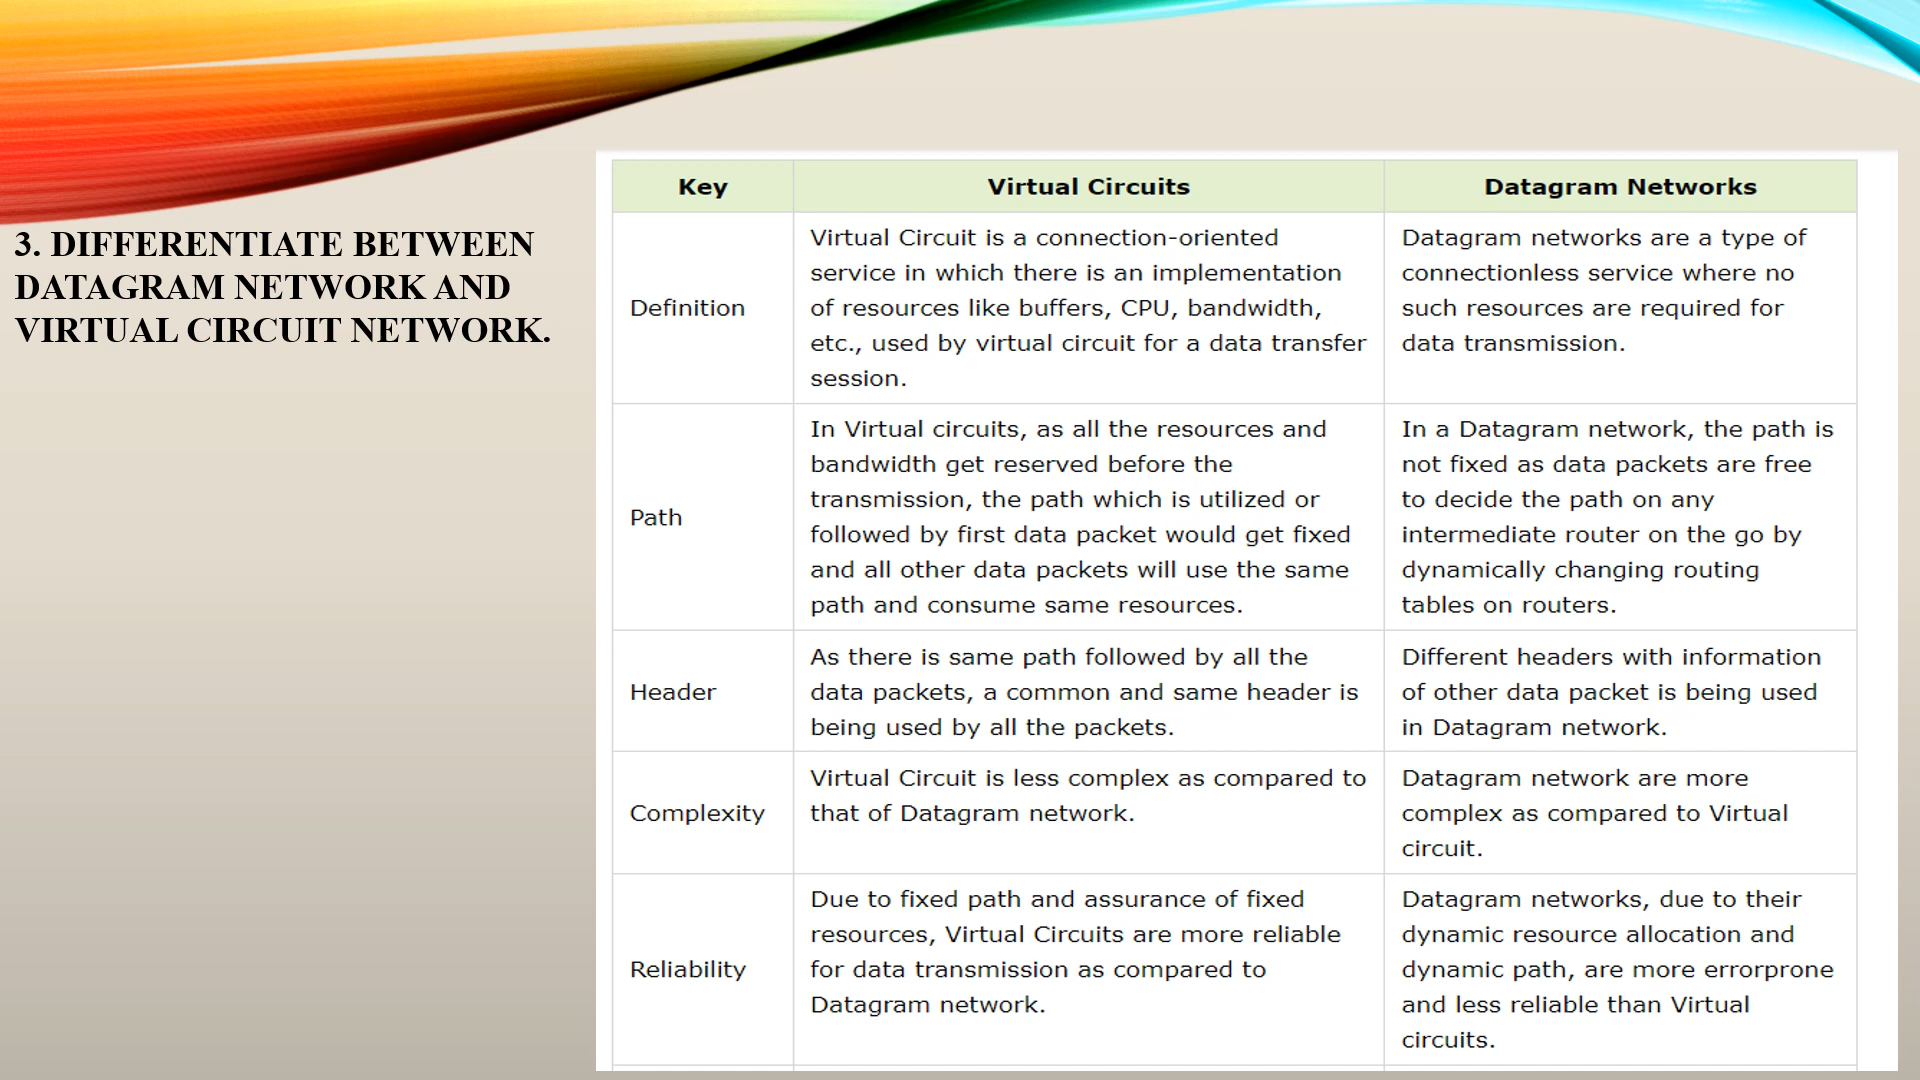 3. DIFFERENTIATE BETWEEN
DATAGRAM NETWORK AND
VIRTUAL CIRCUIT NETWORK.
Key
Virtual Circuits
Datagram Networks
Definition
Virtual Circuit is a connection-oriented
service in which there is an implementation
of resources like buffers, CPU, bandwidth,
etc., used by virtual circuit for a data transfer
session.
Datagram networks are a type of
connectionless service where no
such resources are required for
data transmission.
Path
In Virtual circuits, as all the resources and
bandwidth get reserved before the
transmission, the path which is utilized or
followed by first data packet would get fixed
and all other data packets will use the same
path and consume same resources.
In a Datagram network, the path is
not fixed as data packets are free
to decide the path on any
intermediate router on the go by
dynamically changing routing
tables on routers.
Header
As there is same path followed by all the
data packets, a common and same header is
being used by all the packets.
Different headers with information
of other data packet is being used
in Datagram network.
Complexity
Virtual Circuit is less complex as compared to
that of Datagram network.
Datagram network are more
complex as compared to Virtual
circuit.
Reliability
Due to fixed path and assurance of fixed
resources, Virtual Circuits are more reliable
for data transmission as compared to
Datagram network.
Datagram networks, due to their
dynamic resource allocation and
dynamic path, are more errorprone
and less reliable than Virtual
circuits.